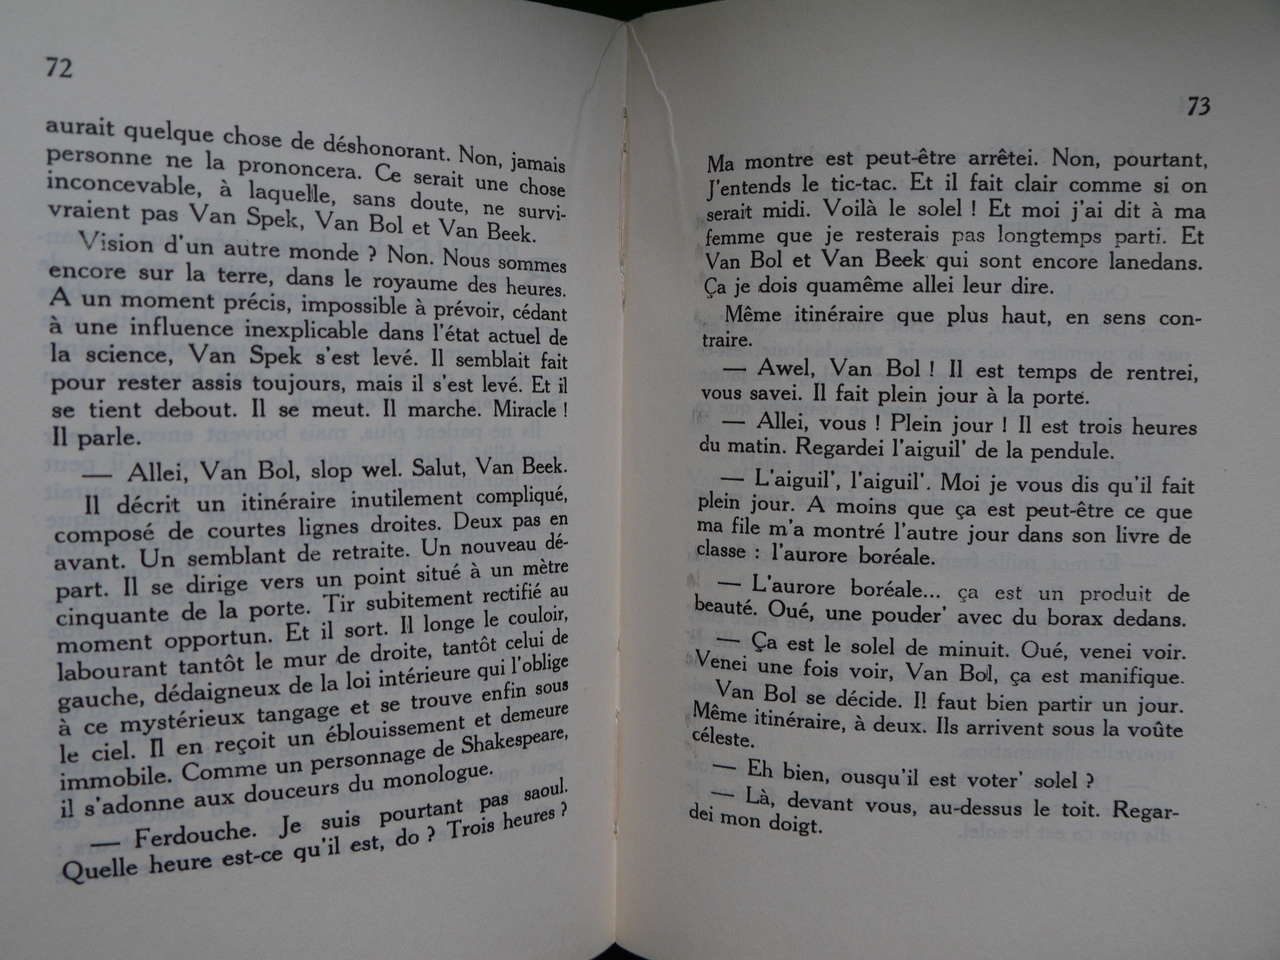 72
aurait quelque chose de déshonorant. Non, jamais
personne ne la prononcera. Ce serait une chose
inconcevable, à laquelle, sans doute, ne survi-
vraient pas Van Spek, Van Bol et Van Beek.
Vision d'un autre monde ? Non. Nous sommes
encore sur la terre, dans le royaume des heures.
A un moment précis, impossible à prévoir, cédant
à une influence inexplicable dans l'état actuel de
la science, Van Spek s'est levé. Il semblait fait
pour rester assis toujours, mais il s'est levé. Et il
se tient debout. Il se meut. Il marche. Miracle !
Il parle.
— Allei, Van Bol, slop wel. Salut, Van Beek.
Il décrit un itinéraire inutilement compliqué,
composé de courtes lignes droites. Deux pas en
avant. Un semblant de retraite. Un nouveau dé-
part. Il se dirige vers un point situé à un mètre
cinquante de la porte. Tir subitement rectifié au
moment opportun. Et il sort. Il longe le couloir,
labourant tantôt le mur de droite, tantôt celui de
gauche, dédaigneux de la loi intérieure qui l'oblige
à ce mystérieux tangage et se trouve enfin sous
le ciel. Il en reçoit un éblouissement et demeure
immobile. Comme un personnage de Shakespeare,
il s'adonne aux douceurs du monologue.
— Ferdouche. Je suis pourtant pas saoul.
Quelle heure est-ce qu'il est, do ? Trois heures ?
73
Ma montre est peut-être arrêtei. Non, pourtant,
J'entends le tic-tac. Et il fait clair comme si on
serait midi. Voilà le solel ! Et moi j'ai dit à ma
femme que je resterais pas longtemps parti. Et
Van Bol et Van Beek qui sont encore lanedans.
Ça je dois quamême allei leur dire.
Même itinéraire que plus haut, en sens con-
traire.
— Awel, Van Bol ! Il est temps de rentrei,
vous savei. Il fait plein jour à la porte.
— Allei, vous ! Plein jour ! Il est trois heures
du matin. Regardei l'aiguil' de la pendule.
— L'aiguil', l'aiguil'. Moi je vous dis qu'il fait
plein jour. A moins que ça est peut-être ce que
ma file m'a montré l'autre jour dans son livre de
classe : l'aurore boréale.
— L'aurore boréale... ça est un produit de
beauté. Oué, une pouder' avec du borax dedans.
— Ça est le solel de minuit. Oué, venei voir.
Venei une fois voir, Van Bol, ça est manifique.
Van Bol se décide. Il faut bien partir un jour.
Même itinéraire, à deux. Ils arrivent sous la voûte
céleste.
— Eh bien, ousqu'il est voter' solel ?
— Là, devant vous, au-dessus le toit. Regar-
dei mon doigt.